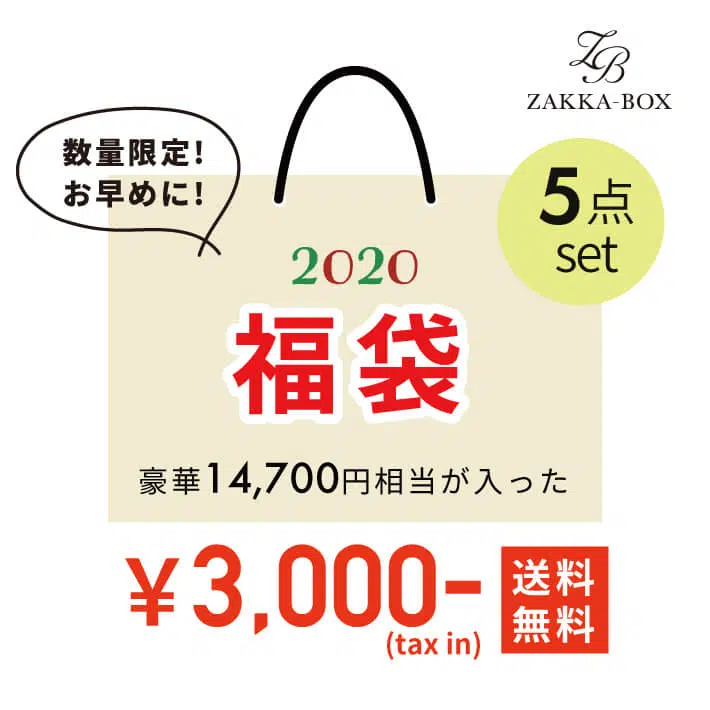 ZB
ZAKKA-BOX
数量限定!
お早めに!
5点
set
2020
福袋
豪華14,700円相当が入った
¥3,000-
(tax in)
送料
無料